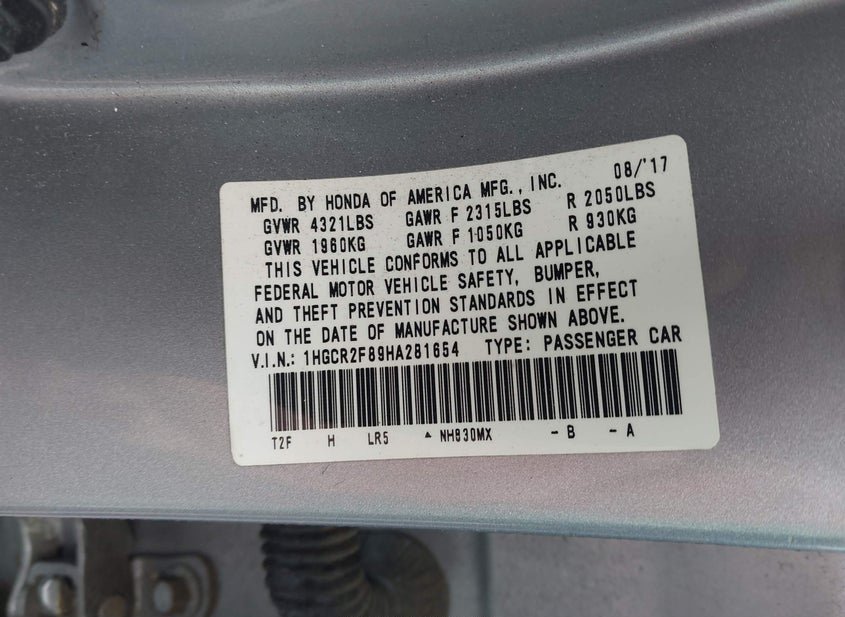 MFD. BY HONDA OF AMERICA MFG., INC. 08/'17
GVWR 4321LBS GAWR F 2315LBS R 2050LBS
GVWR 1960KG GAWR F 1050KG R 930KG
THIS VEHICLE CONFORMS TO ALL APPLICABLE
FEDERAL MOTOR VEHICLE SAFETY, BUMPER,
AND THEFT PREVENTION STANDARDS IN EFFECT
ON THE DATE OF MANUFACTURE SHOWN ABOVE.
V.I.N.: 1HGCR2F89HA281654 TYPE: PASSENGER CAR
T2F H LR5 ▲ NH830MX -B -A